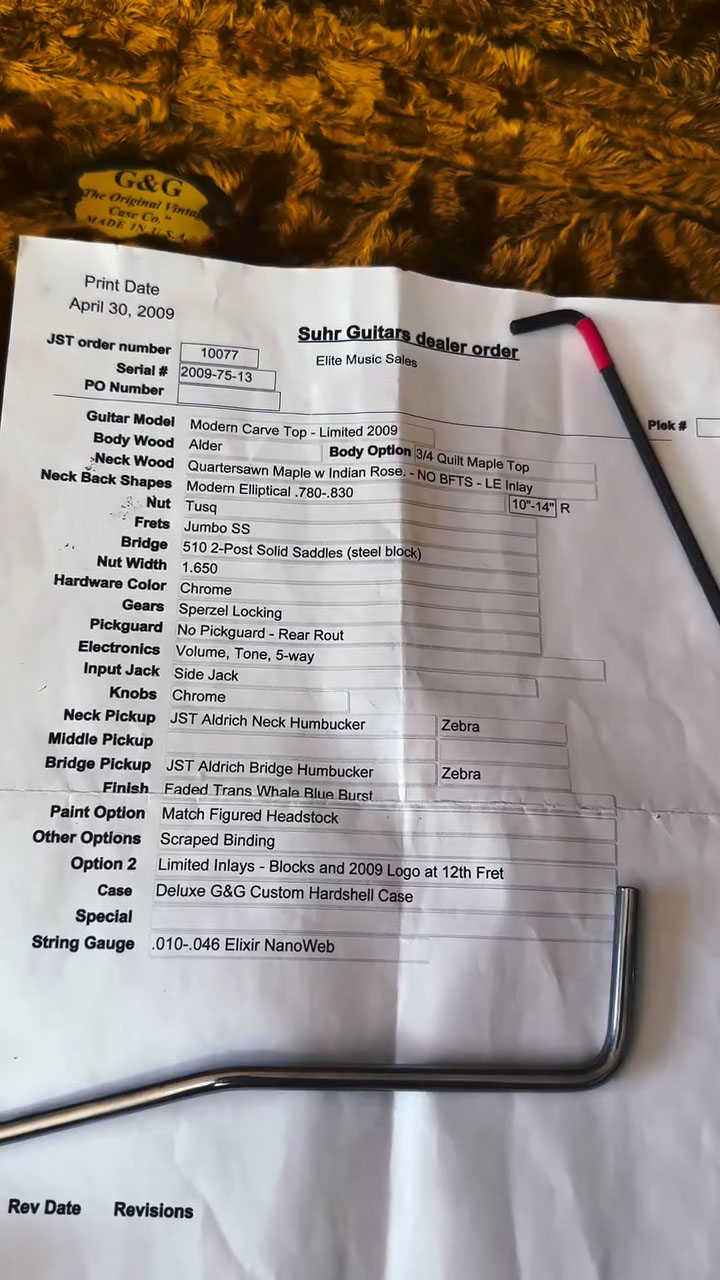 G&G
"The Original Vintage
Case Co."
MADE IN U.S.A.
Print Date
April 30, 2009
Suhr Guitars dealer order
Elite Music Sales
JST order number 10077
Serial # 2009-75-13
PO Number
Plek #
Guitar Model Modern Carve Top - Limited 2009
Body Wood Alder Body Option 3/4 Quilt Maple Top
Neck Wood Quartersawn Maple w Indian Rose. - NO BFTS - LE Inlay
Neck Back Shapes Modern Elliptical .780-.830 10"-14" R
Nut Tusq
Frets Jumbo SS
Bridge 510 2-Post Solid Saddles (steel block)
Nut Width 1.650
Hardware Color Chrome
Gears Sperzel Locking
Pickguard No Pickguard - Rear Rout
Electronics Volume, Tone, 5-way
Input Jack Side Jack
Knobs Chrome
Neck Pickup JST Aldrich Neck Humbucker Zebra
Middle Pickup
Bridge Pickup JST Aldrich Bridge Humbucker Zebra
Finish Faded Trans Whale Blue Burst
Paint Option Match Figured Headstock
Other Options Scraped Binding
Option 2 Limited Inlays - Blocks and 2009 Logo at 12th Fret
Case Deluxe G&G Custom Hardshell Case
Special
String Gauge .010-.046 Elixir NanoWeb
Rev Date Revisions